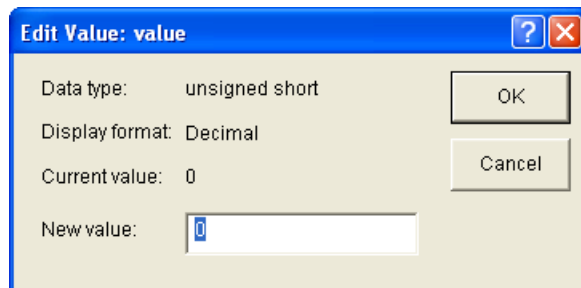 Edit Value: value
Data type: unsigned short
OK
Display format: Decimal
Cancel
Current value: 0
New value: 0